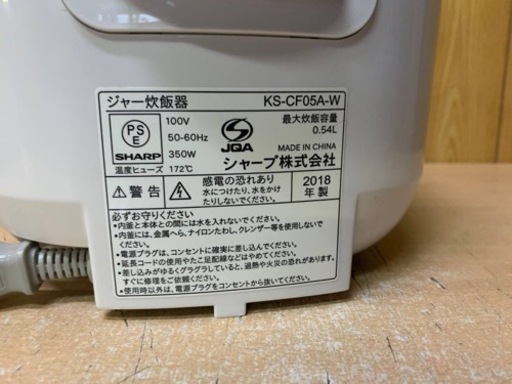 ジャー炊飯器 KS-CF05A-W
PS
E
SHARP
100V
50-60Hz
350W
温度ヒューズ 172℃
JQA
最大炊飯容量
0.54L
MADE IN CHINA
シャープ株式会社
⚠警告
感電の恐れあり
水につけたり、水をかけ
たりしないでください
2018
年製
必ずお守りください
•内釜と本体との間には水を入れないでください
•内釜には、金属へら、ナイロンたわし、クレンザー等を使用しない
でください
•電源プラグは、コンセントに確実に差し込んでください
•延長コードの使用やたこ足配線などはやめてください
•差し込みがゆるくグラグラしていると、過熱や火災の恐れあり、
すぐに修理をご依頼ください
•使用時以外は、電源プラグをコンセントから抜いてください